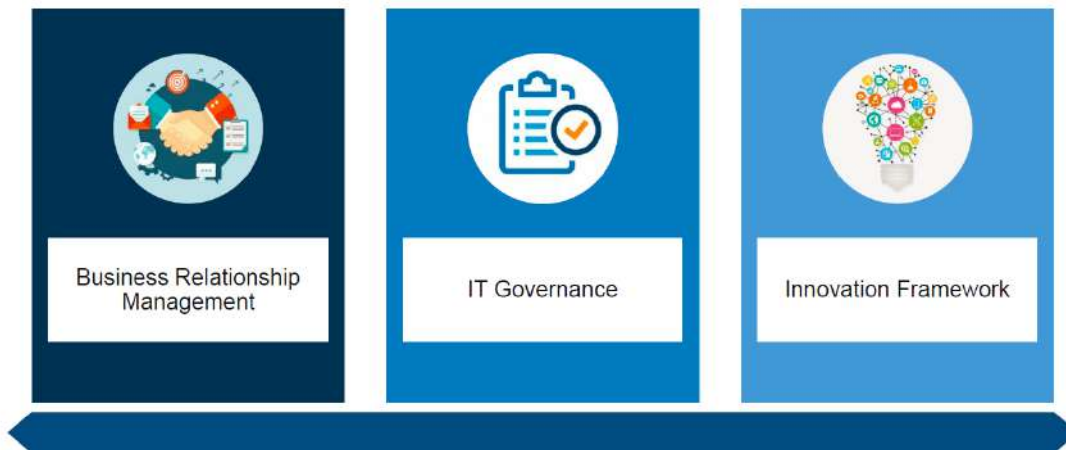 Business Relationship
Management
IT Governance
Innovation Framework